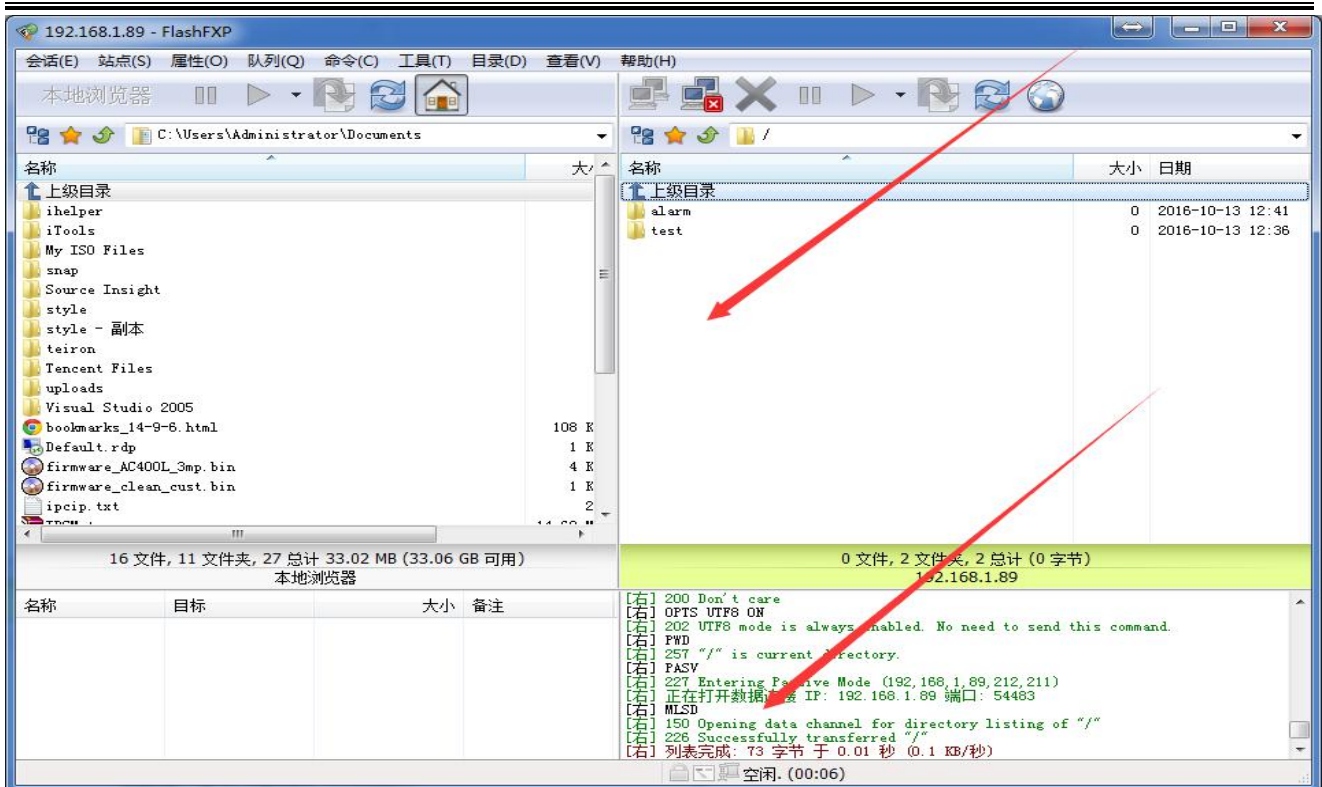 192.168.1.89 - FlashFXP
会话(E) 站点(S) 属性(O) 队列(Q) 命令(C) 工具(T) 目录(D) 查看(V) 帮助(H)
本地浏览器
C:\Users\Administrator\Documents
/
名称 大小
上级目录
ihelper
iTools
My ISO Files
snap
Source Insight
style
style - 副本
teiron
Tencent Files
uploads
Visual Studio 2005
bookmarks_14-9-6.html 108 K
Default.rdp 1 K
firmware_AC400L_3mp.bin 4 K
firmware_clean_cust.bin 1 K
ipcip.txt 2
名称 大小 日期
上级目录
alarm 0 2016-10-13 12:41
test 0 2016-10-13 12:36
16 文件, 11 文件夹, 27 总计 33.02 MB (33.06 GB 可用)
本地浏览器
0 文件, 2 文件夹, 2 总计 (0 字节)
192.168.1.89
名称 目标 大小 备注
[右] 200 Don't care
[右] OPTS UTF8 ON
[右] 202 UTF8 mode is always enabled. No need to send this command.
[右] PWD
[右] 257 "/" is current directory.
[右] PASV
[右] 227 Entering Passive Mode (192,168,1,89,212,211)
[右] 正在打开数据连接 IP: 192.168.1.89 端口: 54483
[右] MLSD
[右] 150 Opening data channel for directory listing of "/"
[右] 226 Successfully transferred "/"
[右] 列表完成: 73 字节 于 0.01 秒 (0.1 KB/秒)
空闲. (00:06)